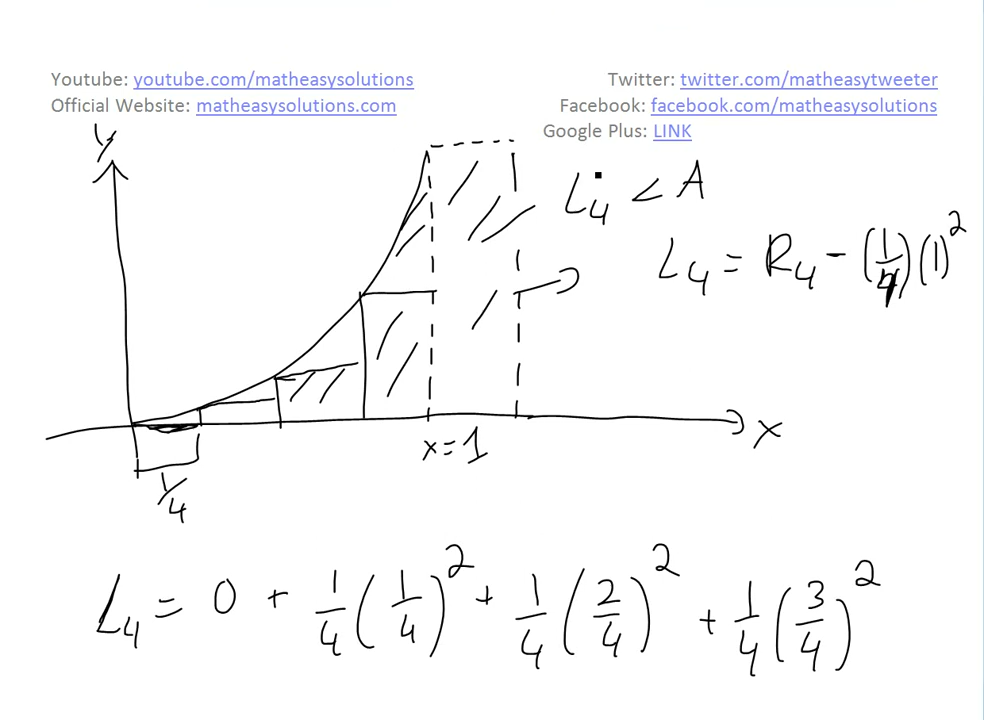 Youtube: youtube.com/matheasysolutions
Twitter: twitter.com/matheasytweeter
Official Website: matheasysolutions.com
Facebook: facebook.com/matheasysolutions
Google Plus: LINK
y
L₄ < A
L₄ = R₄ - (1/4)(1)²
x
x=1
1/4
L₄ = 0 + 1/4(1/4)² + 1/4(2/4)² + 1/4(3/4)²